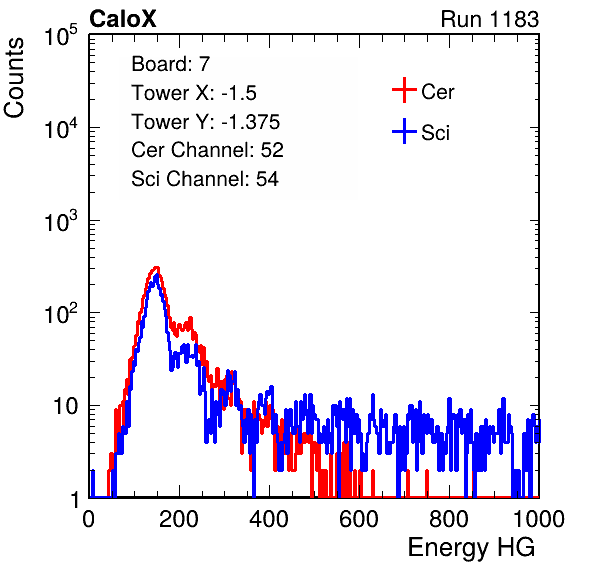 CaloX Run 1183
Counts
10^5
10^4
10^3
10^2
10
1
Board: 7
Tower X: -1.5
Tower Y: -1.375
Cer Channel: 52
Sci Channel: 54
Cer
Sci
0 200 400 600 800 1000
Energy HG